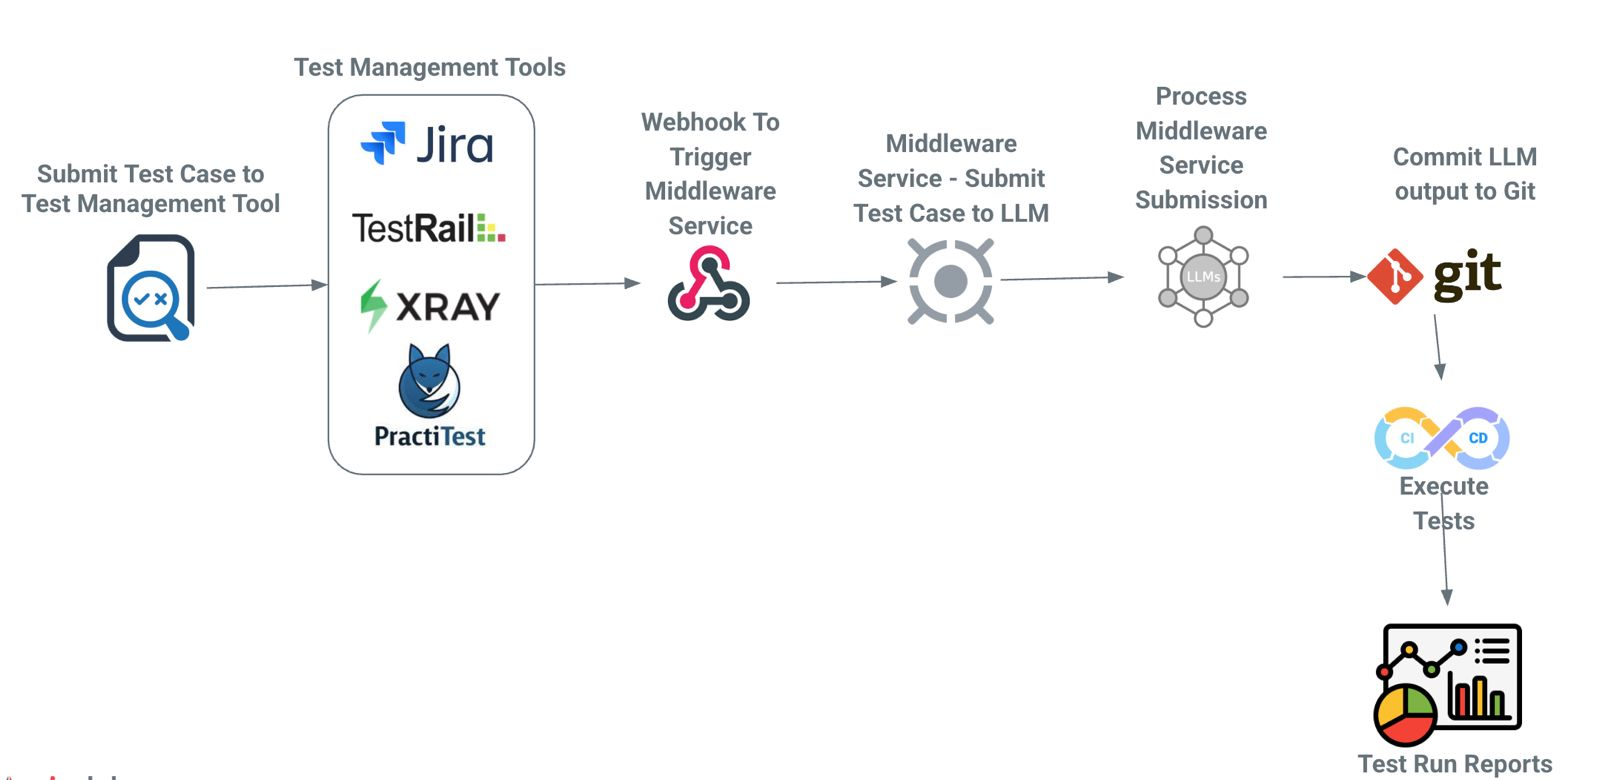 Submit Test Case to
Test Management Tool
Test Management Tools
Jira
TestRail
XRAY
PractiTest
Webhook To
Trigger
Middleware
Service
Middleware
Service - Submit
Test Case to LLM
Process
Middleware
Service
Submission
LLMs
Commit LLM
output to Git
git
CI
CD
Execute
Tests
Test Run Reports